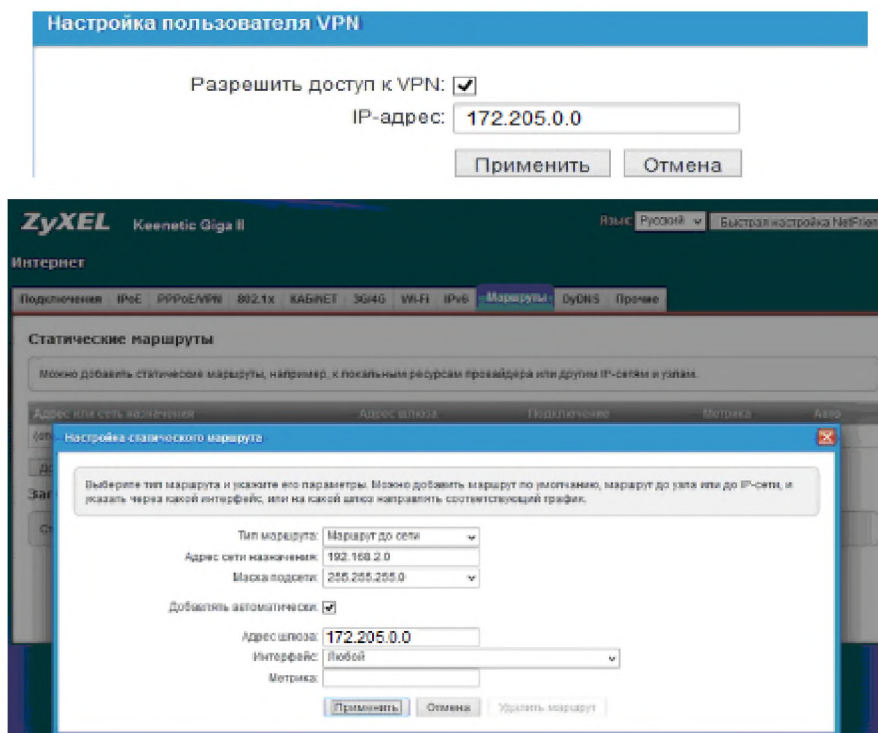 Настройка пользователя VPN
Разрешить доступ к VPN:
IP-адрес: 172.205.0.0
Применить Отмена
ZyXEL Keenetic Giga II
Язык: Русский Быстрая настройка NetFrien
Интернет
Подключения IPoE PPPoE/VPN 802.1x КАБiNET 3G/4G Wi-Fi IPv6 Маршруты DyDNS Прочие
Статические маршруты
Можно добавить статические маршруты, например, к локальным ресурсам провайдера или другим IP-сетям и узлам.
Адрес или сеть назначения Адрес шлюза Подключение Метрика Авто
Настройка статического маршрута
Выберите тип маршрута и укажите его параметры. Можно добавить маршрут по умолчанию, маршрут до узла или до IP-сети, и
указать через какой интерфейс, или на какой шлюз направлять соответствующий трафик.
Тип маршрута: Маршрут до сети
Адрес сети назначения: 192.168.2.0
Маска подсети: 255.255.255.0
Добавлять автоматически:
Адрес шлюза: 172.205.0.0
Интерфейс: Любой
Метрика:
Применить Отмена Удалить маршрут